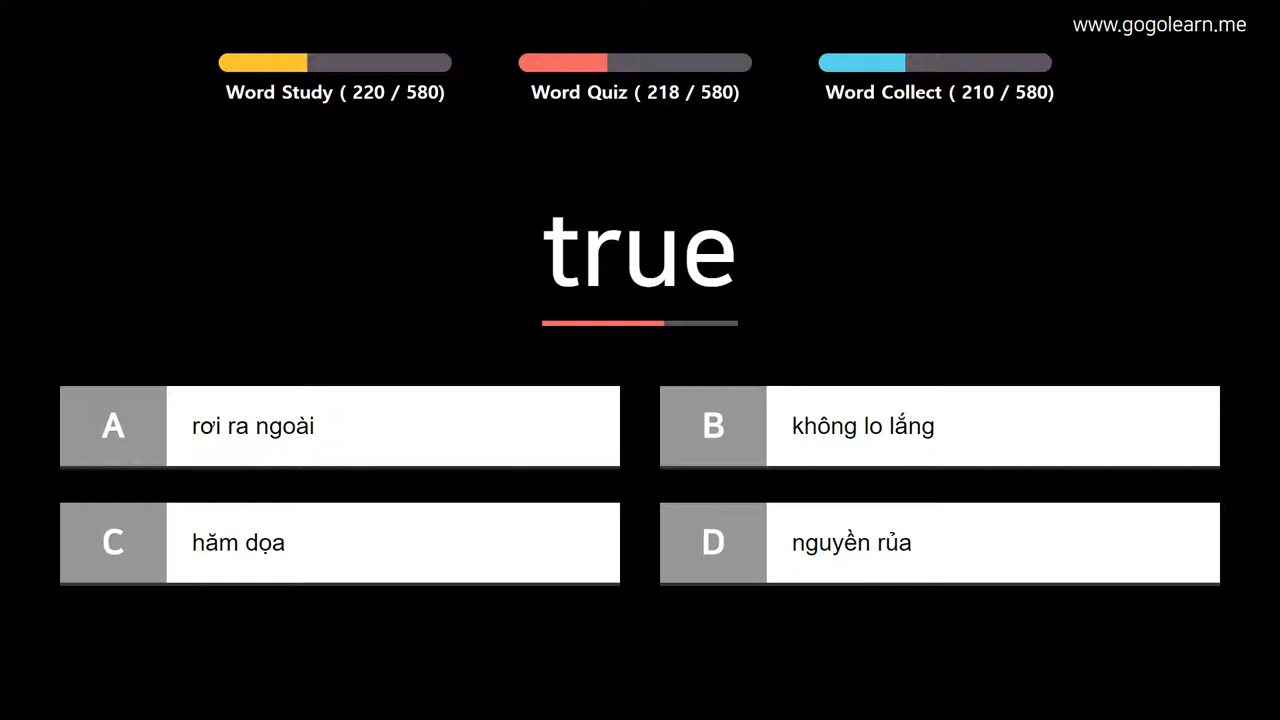 www.gogolearn.me
Word Study ( 220 / 580)
Word Quiz ( 218 / 580)
Word Collect ( 210 / 580)
true
A rơi ra ngoài
B không lo lắng
C hăm dọa
D nguyền rủa